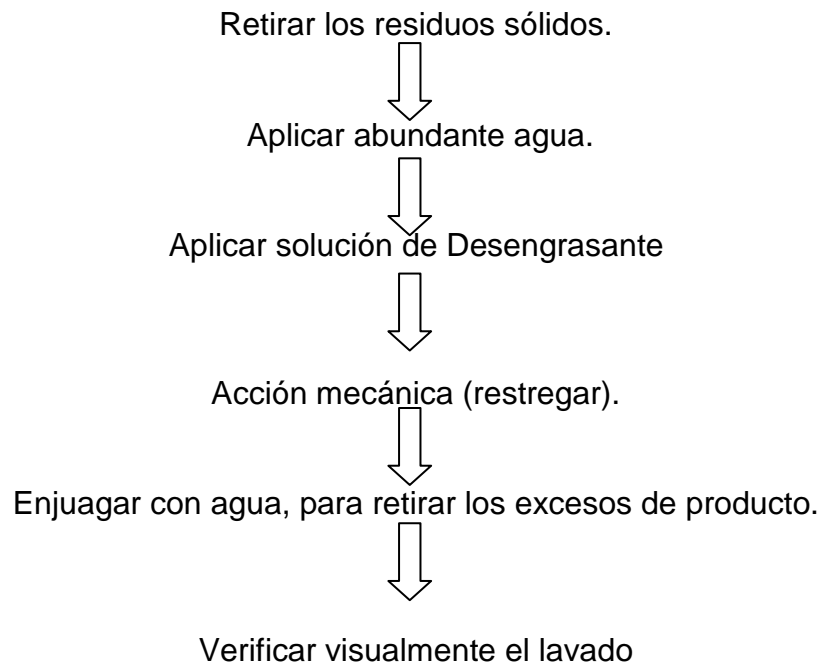 Retirar los residuos sólidos.
Aplicar abundante agua.
Aplicar solución de Desengrasante
Acción mecánica (restregar).
Enjuagar con agua, para retirar los excesos de producto.
Verificar visualmente el lavado